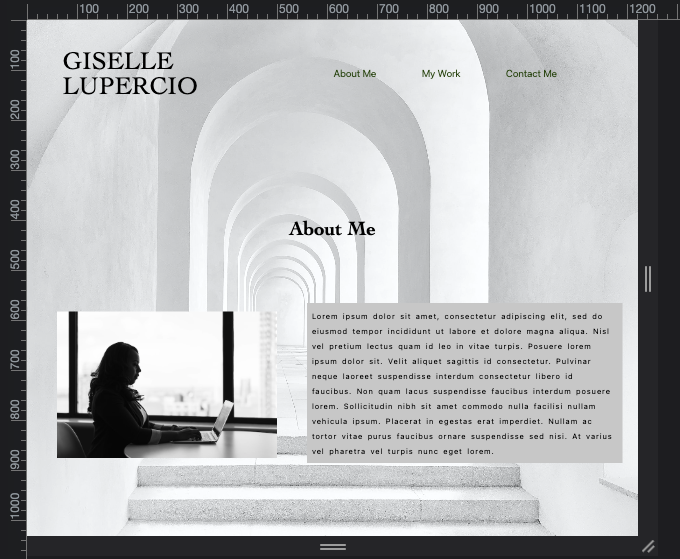 100 200 300 400 500 600 700 800 900 1000 1100 1200
100
200
300
400
500
600
700
800
900
1000
GISELLE
LUPERCIO
About Me My Work Contact Me
About Me
Lorem ipsum dolor sit amet, consectetur adipiscing elit, sed do
eiusmod tempor incididunt ut labore et dolore magna aliqua. Nisl
vel pretium lectus quam id leo in vitae turpis. Posuere lorem
ipsum dolor sit. Velit aliquet sagittis id consectetur. Pulvinar
neque laoreet suspendisse interdum consectetur libero id
faucibus. Non quam lacus suspendisse faucibus interdum posuere
lorem. Sollicitudin nibh sit amet commodo nulla facilisi nullam
vehicula ipsum. Placerat in egestas erat imperdiet. Nullam ac
tortor vitae purus faucibus ornare suspendisse sed nisi. At varius
vel pharetra vel turpis nunc eget lorem.